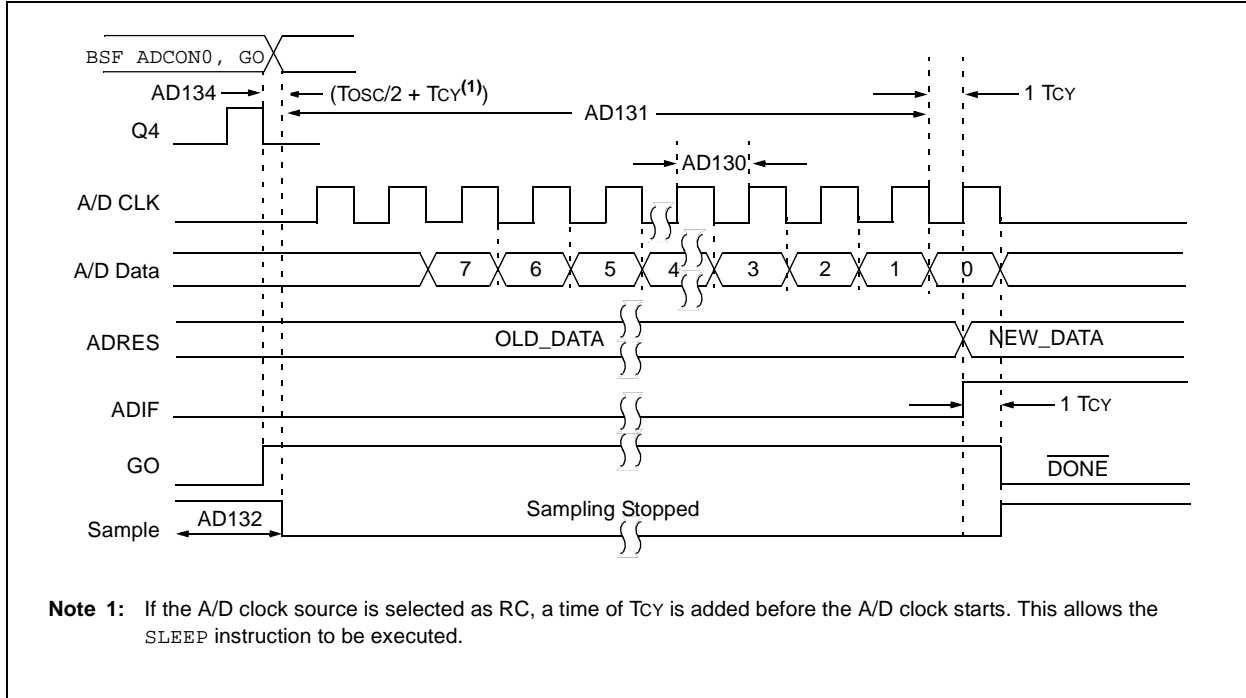 BSF ADCON0, GO
AD134
(TOSC/2 + TCY(1))
1 TCY
AD131
Q4
AD130
A/D CLK
A/D Data
7 6 5 4 3 2 1 0
ADRES
OLD_DATA
NEW_DATA
ADIF
1 TCY
GO
DONE
Sample
AD132
Sampling Stopped
Note 1: If the A/D clock source is selected as RC, a time of TCY is added before the A/D clock starts. This allows the
SLEEP instruction to be executed.